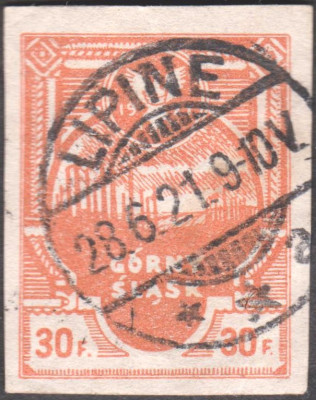 LIPINE
28.6.21.9-10V
* * a
GÓRNY
ŚLĄSK
30 F. 30 F.